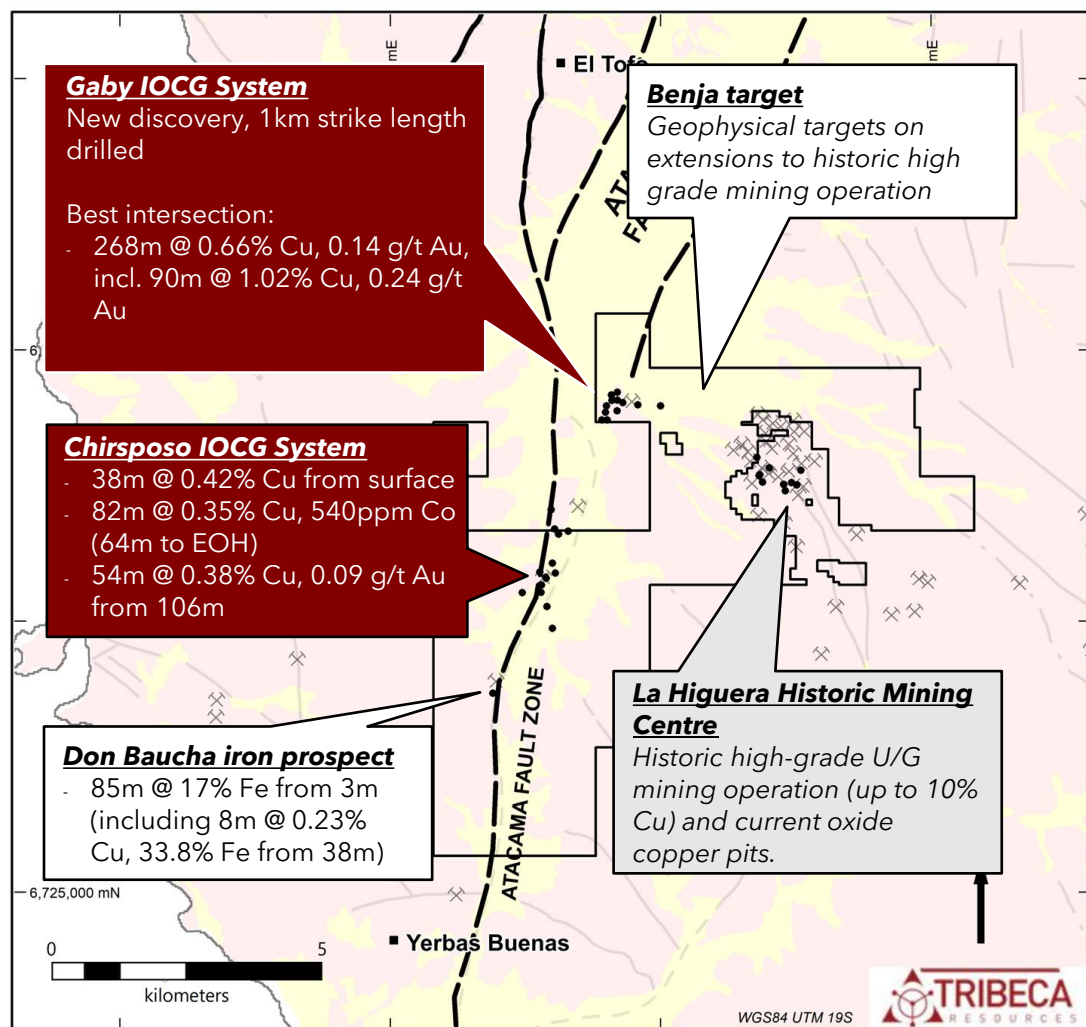 mE
mE
El Tofo
Gaby IOCG System
New discovery, 1km strike length
drilled
Best intersection:
- 268m @ 0.66% Cu, 0.14 g/t Au,
incl. 90m @ 1.02% Cu, 0.24 g/t
Au
Benja target
Geophysical targets on
extensions to historic high
grade mining operation
Chirsposo IOCG System
- 38m @ 0.42% Cu from surface
- 82m @ 0.35% Cu, 540ppm Co
(64m to EOH)
- 54m @ 0.38% Cu, 0.09 g/t Au
from 106m
Don Baucha iron prospect
- 85m @ 17% Fe from 3m
(including 8m @ 0.23%
Cu, 33.8% Fe from 38m)
La Higuera Historic Mining
Centre
Historic high-grade U/G
mining operation (up to 10%
Cu) and current oxide
copper pits.
ATACAMA FAULT ZONE
6,725,000 mN
Yerbas Buenas
0 5
kilometers
WGS84 UTM 19S
TRIBECA
RESOURCES